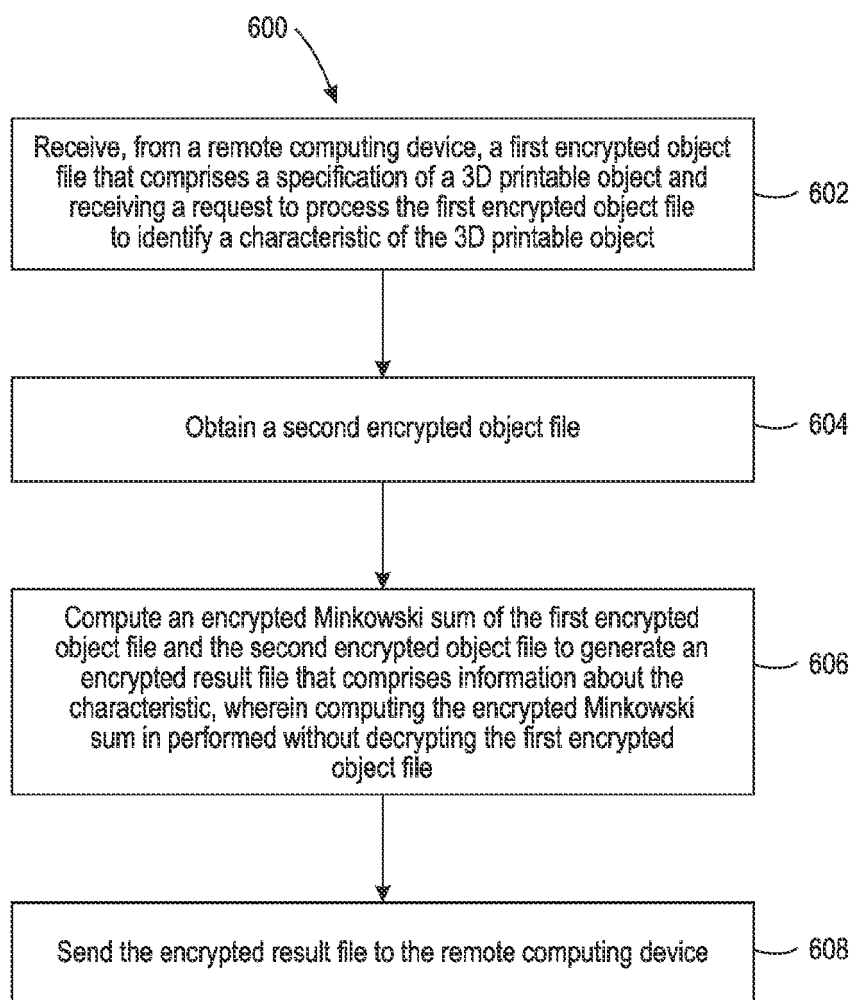 600
Receive, from a remote computing device, a first encrypted object
file that comprises a specification of a 3D printable object and
receiving a request to process the first encrypted object file
to identify a characteristic of the 3D printable object
602
Obtain a second encrypted object file
604
Compute an encrypted Minkowski sum of the first encrypted
object file and the second encrypted object file to generate an
encrypted result file that comprises information about the
characteristic, wherein computing the encrypted Minkowski
sum in performed without decrypting the first encrypted
object file
606
Send the encrypted result file to the remote computing device
608